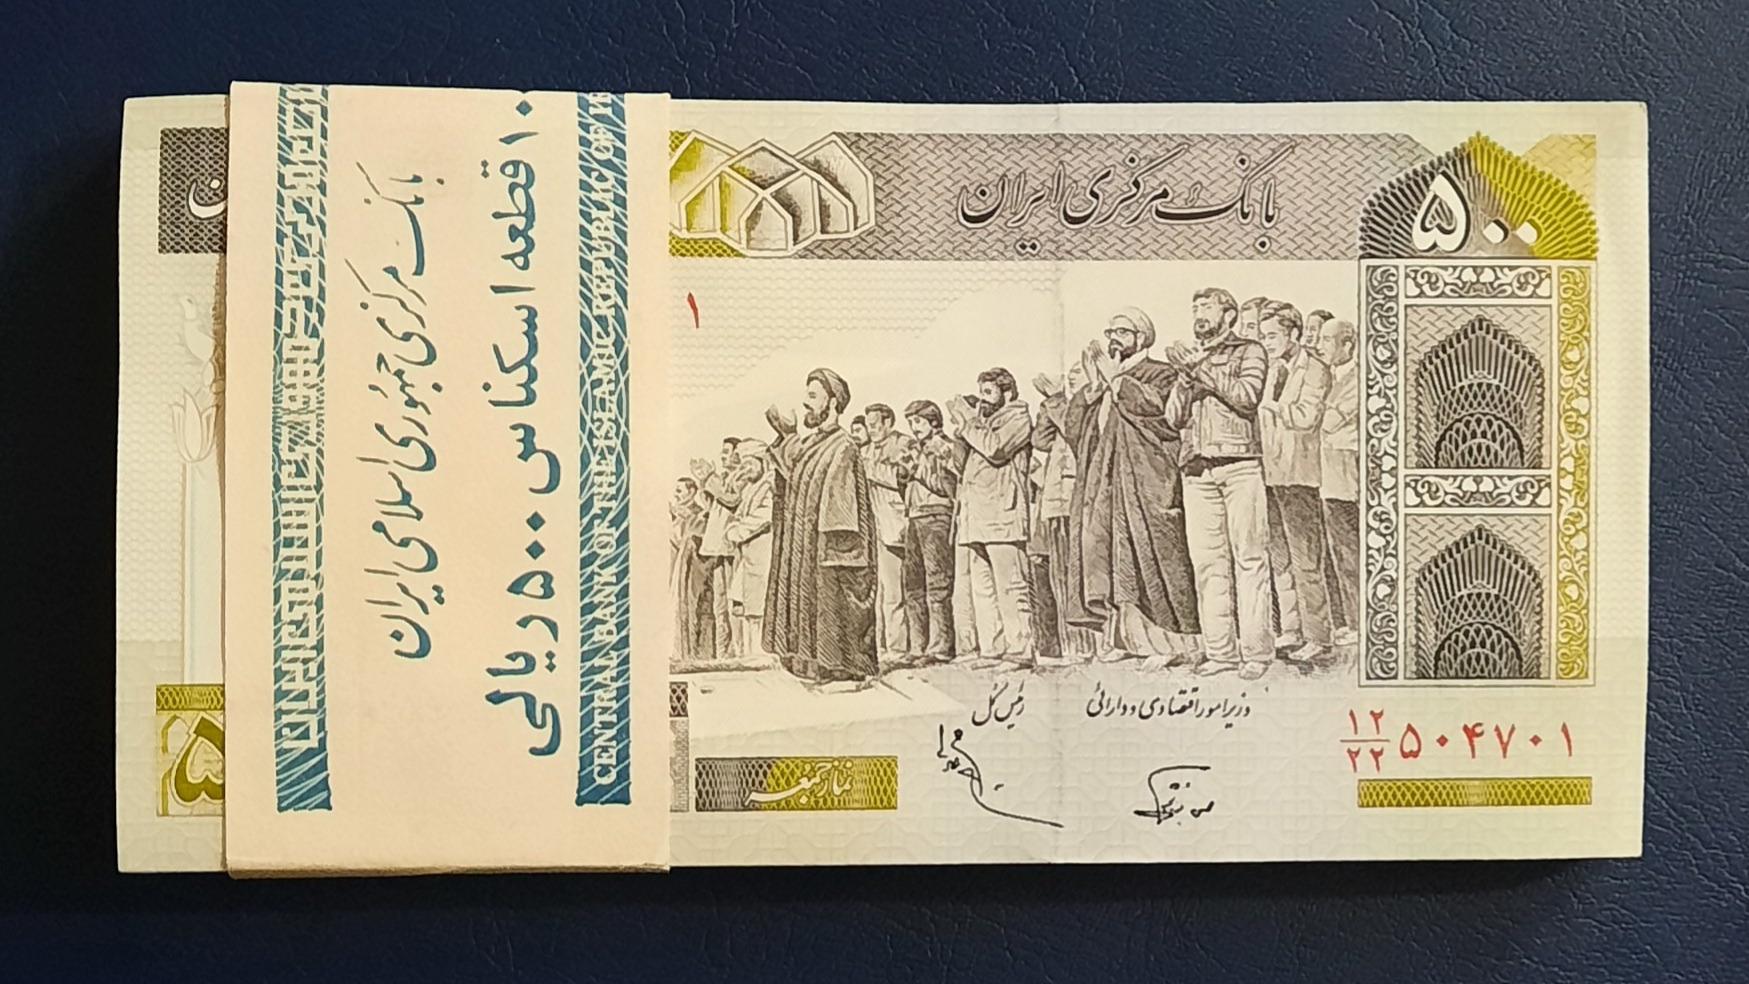 بانک مرکزی جمهوری اسلامی ایران
۱۰۰ قطعه اسکناس ۵۰۰ ریالی
CENTRAL BANK OF THE ISLAMIC REPUBLIC OF
بانک مرکزی ایران
۵۰۰
۱
رئیس کل
وزیر امور اقتصادی و دارائی
۱۲/۲۲ ۵۰۴۷۰۱
نماز جمعه